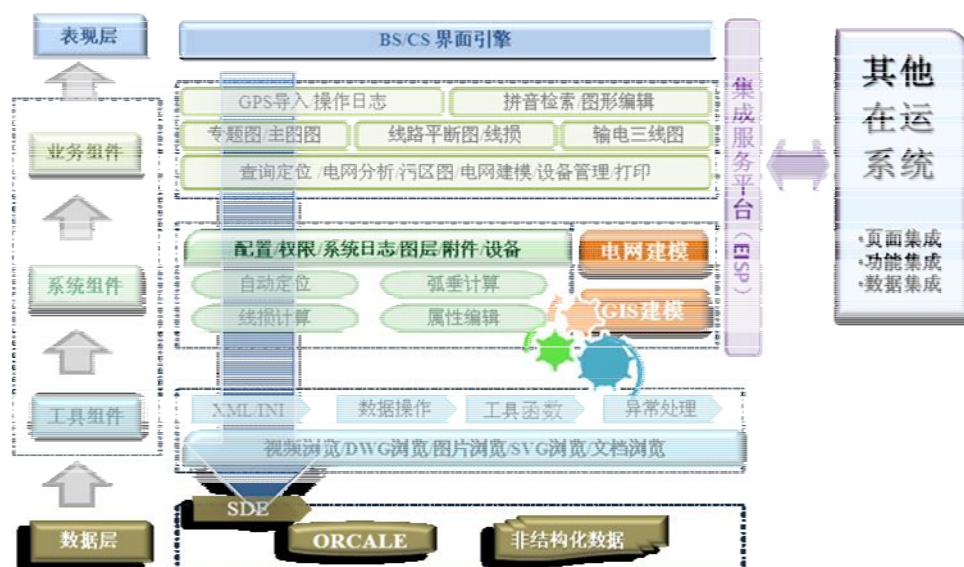 表现层
BS/CS 界面引擎
GPS导入/操作日志
拼音检索/图形编辑
专题图/主图图
线路平断图/线损
输电三线图
业务组件
查询定位 /电网分析/污区图/电网建模/设备管理/打印
配置/权限/系统日志/图层/附件/设备
电网建模
系统组件
自动定位
弧垂计算
线损计算
属性编辑
GIS建模
工具组件
XML/INI
数据操作
工具函数
异常处理
视频浏览/DWG浏览/图片浏览/SVG浏览/文档浏览
SDE
数据层
ORCALE
非结构化数据
集成服务平台（EISP）
其他
在运
系统
·页面集成
·功能集成
·数据集成